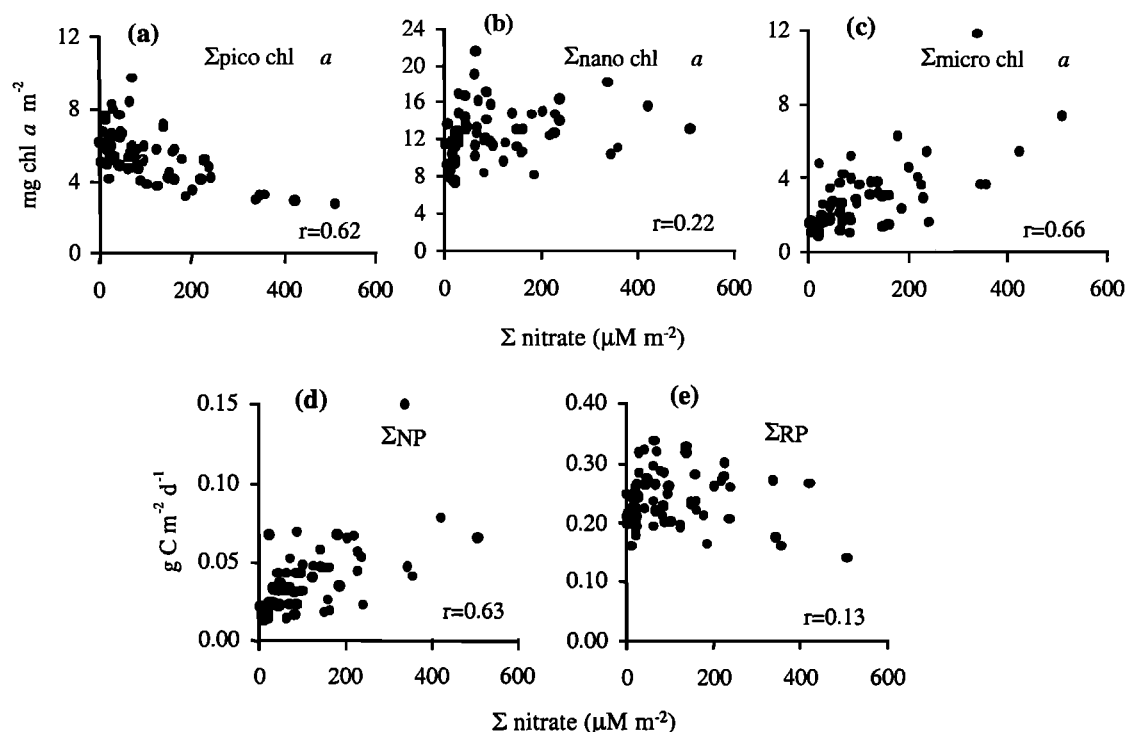 (a) (b) (c)
Σpico chl a Σnano chl a Σmicro chl a
mg chl a m-2
12
8
4
0
24
20
16
12
8
4
0
12
8
4
0
r=0.62 r=0.22 r=0.66
0 200 400 600 0 200 400 600 0 200 400 600
Σ nitrate (µM m-2)
(d) (e)
ΣNP ΣRP
g C m-2 d-1
0.15
0.10
0.05
0.00
0.40
0.30
0.20
0.10
0.00
r=0.63 r=0.13
0 200 400 600 0 200 400 600
Σ nitrate (µM m-2)